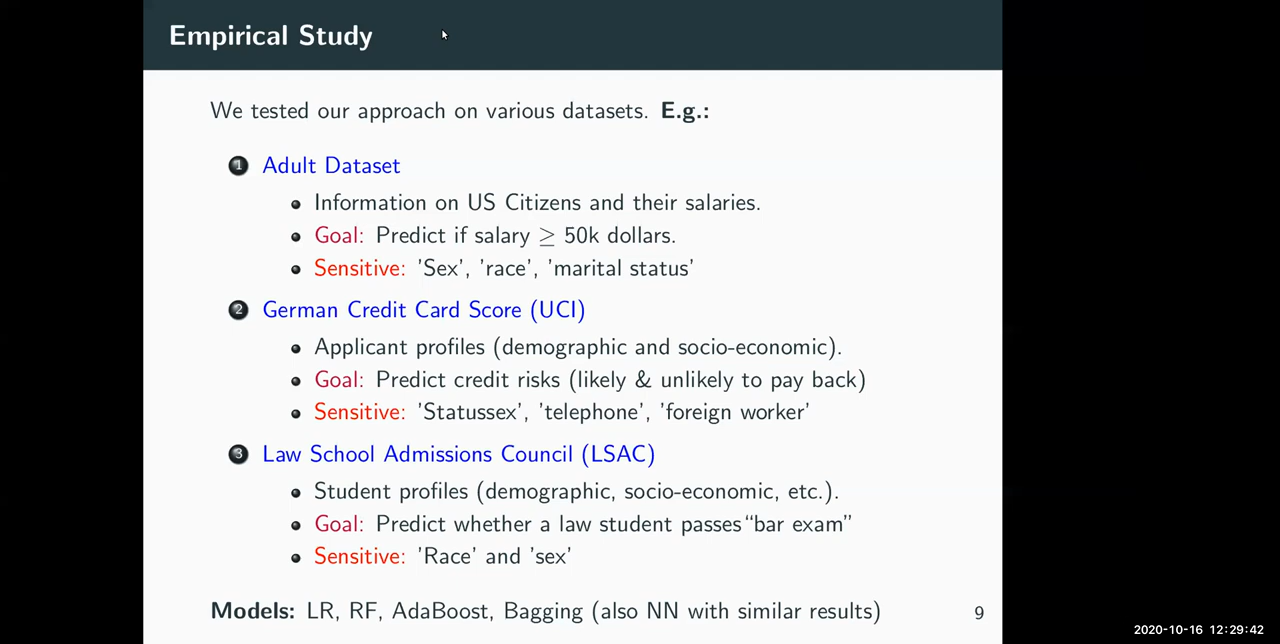 Empirical Study
We tested our approach on various datasets. E.g.:
1 Adult Dataset
• Information on US Citizens and their salaries.
• Goal: Predict if salary ≥ 50k dollars.
• Sensitive: 'Sex', 'race', 'marital status'
2 German Credit Card Score (UCI)
• Applicant profiles (demographic and socio-economic).
• Goal: Predict credit risks (likely & unlikely to pay back)
• Sensitive: 'Statussex', 'telephone', 'foreign worker'
3 Law School Admissions Council (LSAC)
• Student profiles (demographic, socio-economic, etc.).
• Goal: Predict whether a law student passes“bar exam”
• Sensitive: 'Race' and 'sex'
Models: LR, RF, AdaBoost, Bagging (also NN with similar results)
9
2020-10-16 12:29:42